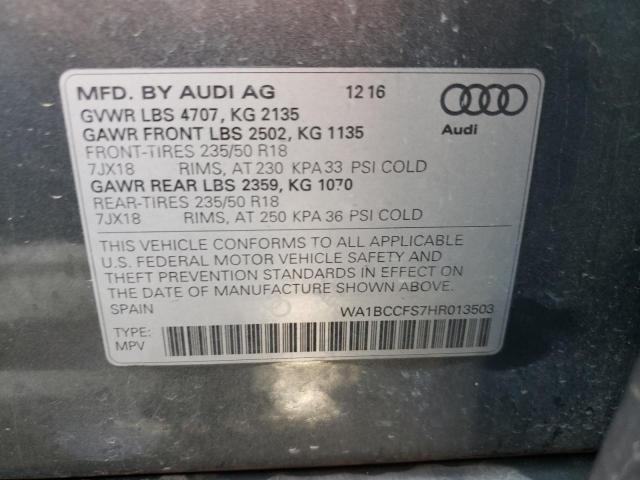 MFD. BY AUDI AG 12 16
GVWR LBS 4707, KG 2135
GAWR FRONT LBS 2502, KG 1135
FRONT-TIRES 235/50 R18
7JX18 RIMS, AT 230 KPA 33 PSI COLD
GAWR REAR LBS 2359, KG 1070
REAR-TIRES 235/50 R18
7JX18 RIMS, AT 250 KPA 36 PSI COLD
Audi
THIS VEHICLE CONFORMS TO ALL APPLICABLE
U.S. FEDERAL MOTOR VEHICLE SAFETY AND
THEFT PREVENTION STANDARDS IN EFFECT ON
THE DATE OF MANUFACTURE SHOWN ABOVE.
SPAIN WA1BCCFS7HR013503
TYPE:
MPV